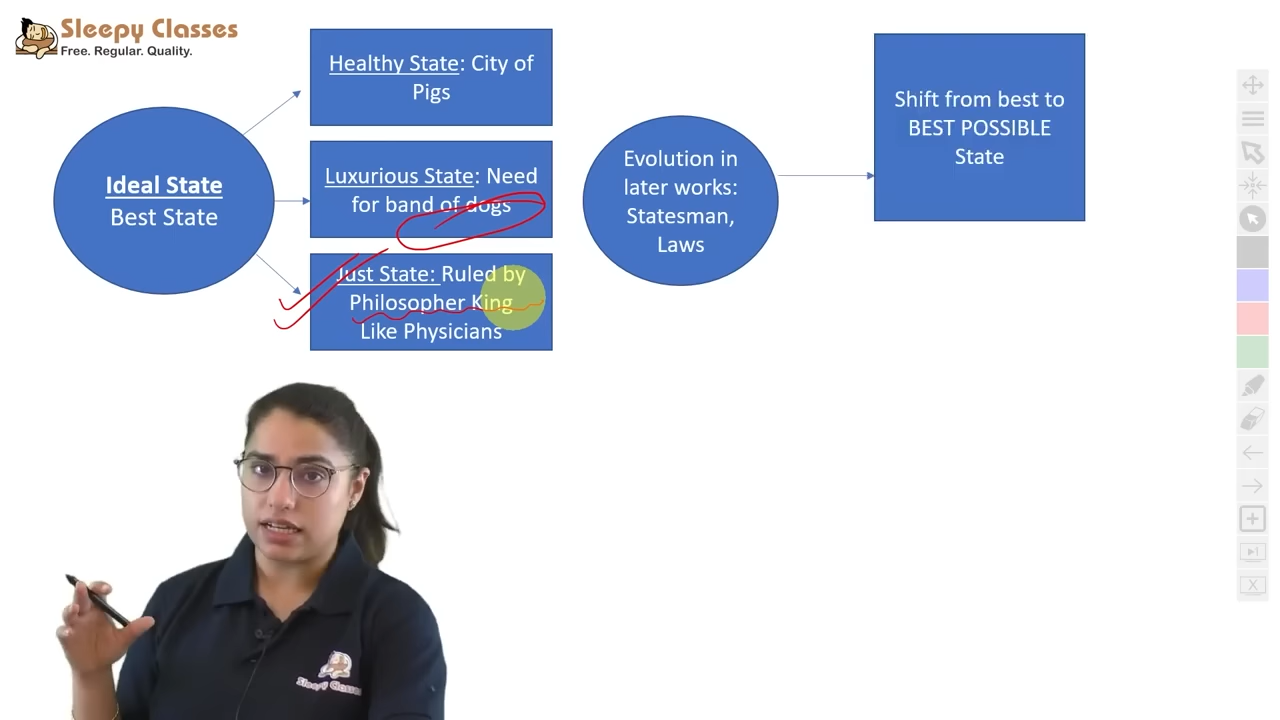 Sleepy Classes
Free. Regular. Quality.
Ideal State
Best State
Healthy State: City of
Pigs
Luxurious State: Need
for band of dogs
Just State: Ruled by
Philosopher King
Like Physicians
Evolution in
later works:
Statesman,
Laws
Shift from best to
BEST POSSIBLE
State
Sleepy Classes